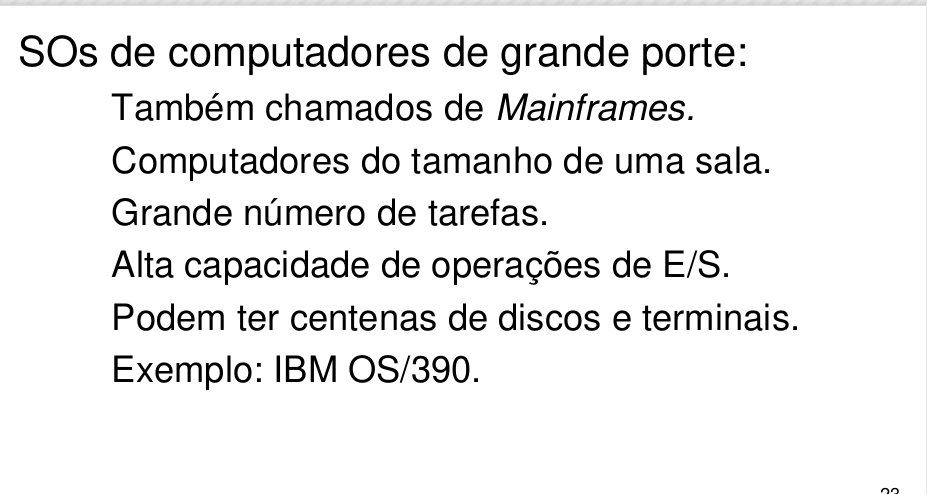 SOs de computadores de grande porte:
Também chamados de Mainframes.
Computadores do tamanho de uma sala.
Grande número de tarefas.
Alta capacidade de operações de E/S.
Podem ter centenas de discos e terminais.
Exemplo: IBM OS/390.